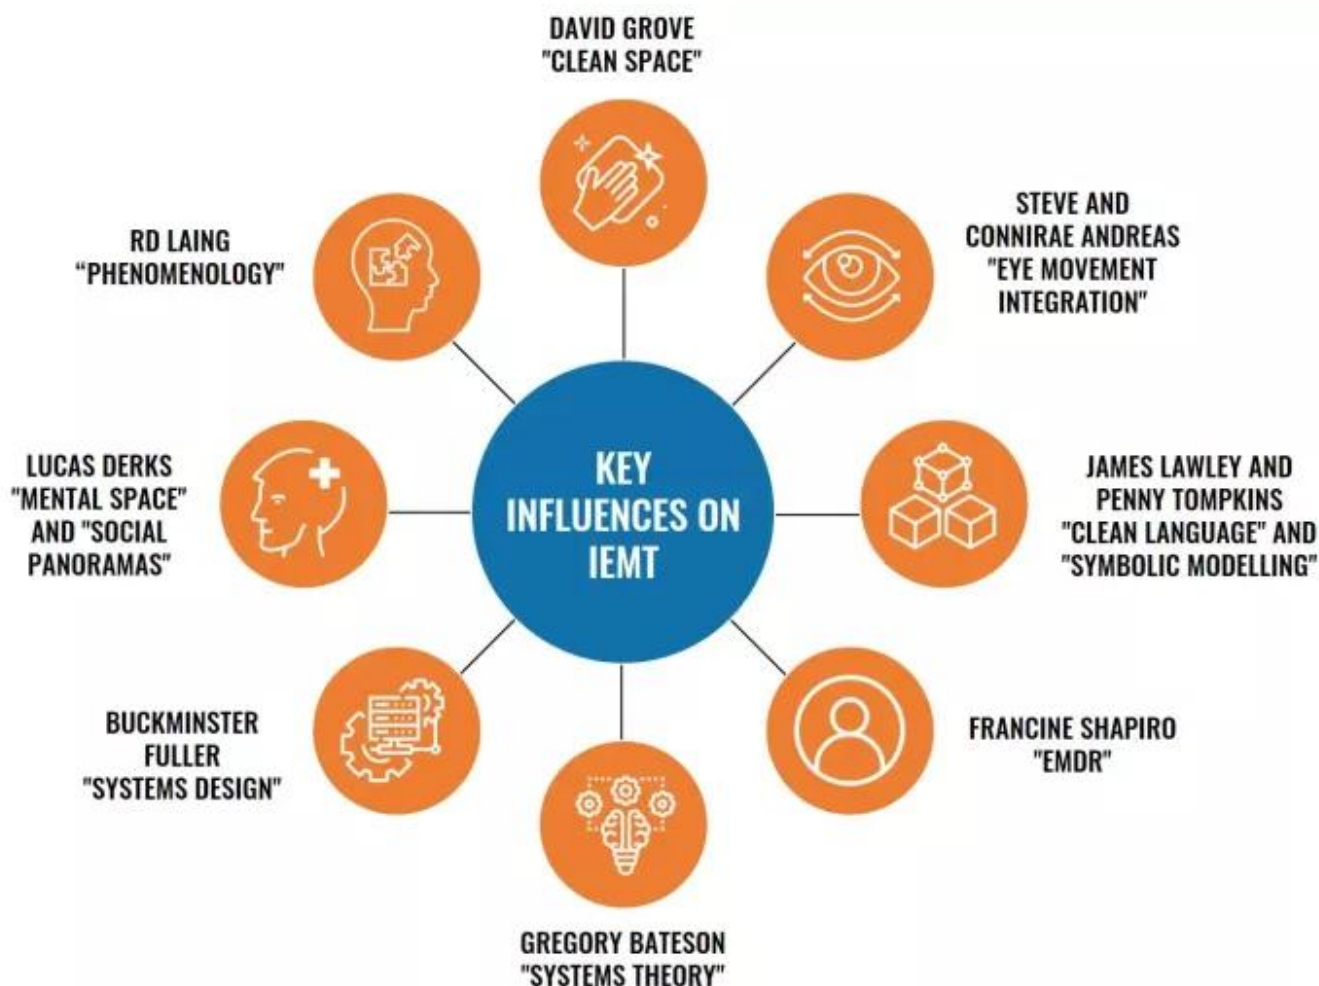 DAVID GROVE
"CLEAN SPACE"
STEVE AND
CONNIRAE ANDREAS
"EYE MOVEMENT
INTEGRATION"
JAMES LAWLEY AND
PENNY TOMPKINS
"CLEAN LANGUAGE" AND
"SYMBOLIC MODELLING"
FRANCINE SHAPIRO
"EMDR"
GREGORY BATESON
"SYSTEMS THEORY"
BUCKMINSTER
FULLER
"SYSTEMS DESIGN"
LUCAS DERKS
"MENTAL SPACE"
AND "SOCIAL
PANORAMAS"
RD LAING
“PHENOMENOLOGY"
KEY
INFLUENCES ON
IEMT